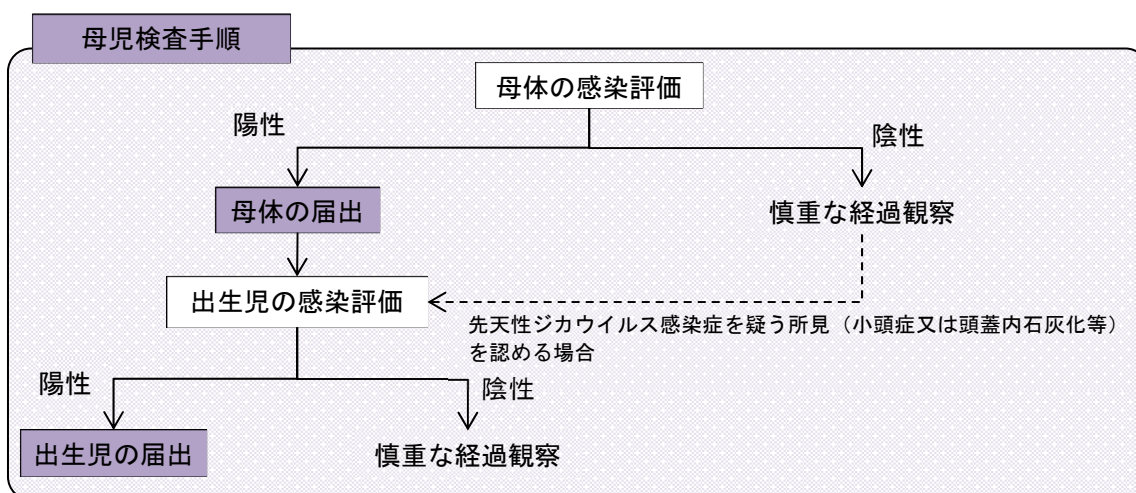 母児検査手順
母体の感染評価
陽性
陰性
母体の届出
慎重な経過観察
出生児の感染評価
先天性ジカウイルス感染症を疑う所見（小頭症又は頭蓋内石灰化等）
を認める場合
陽性
陰性
出生児の届出
慎重な経過観察